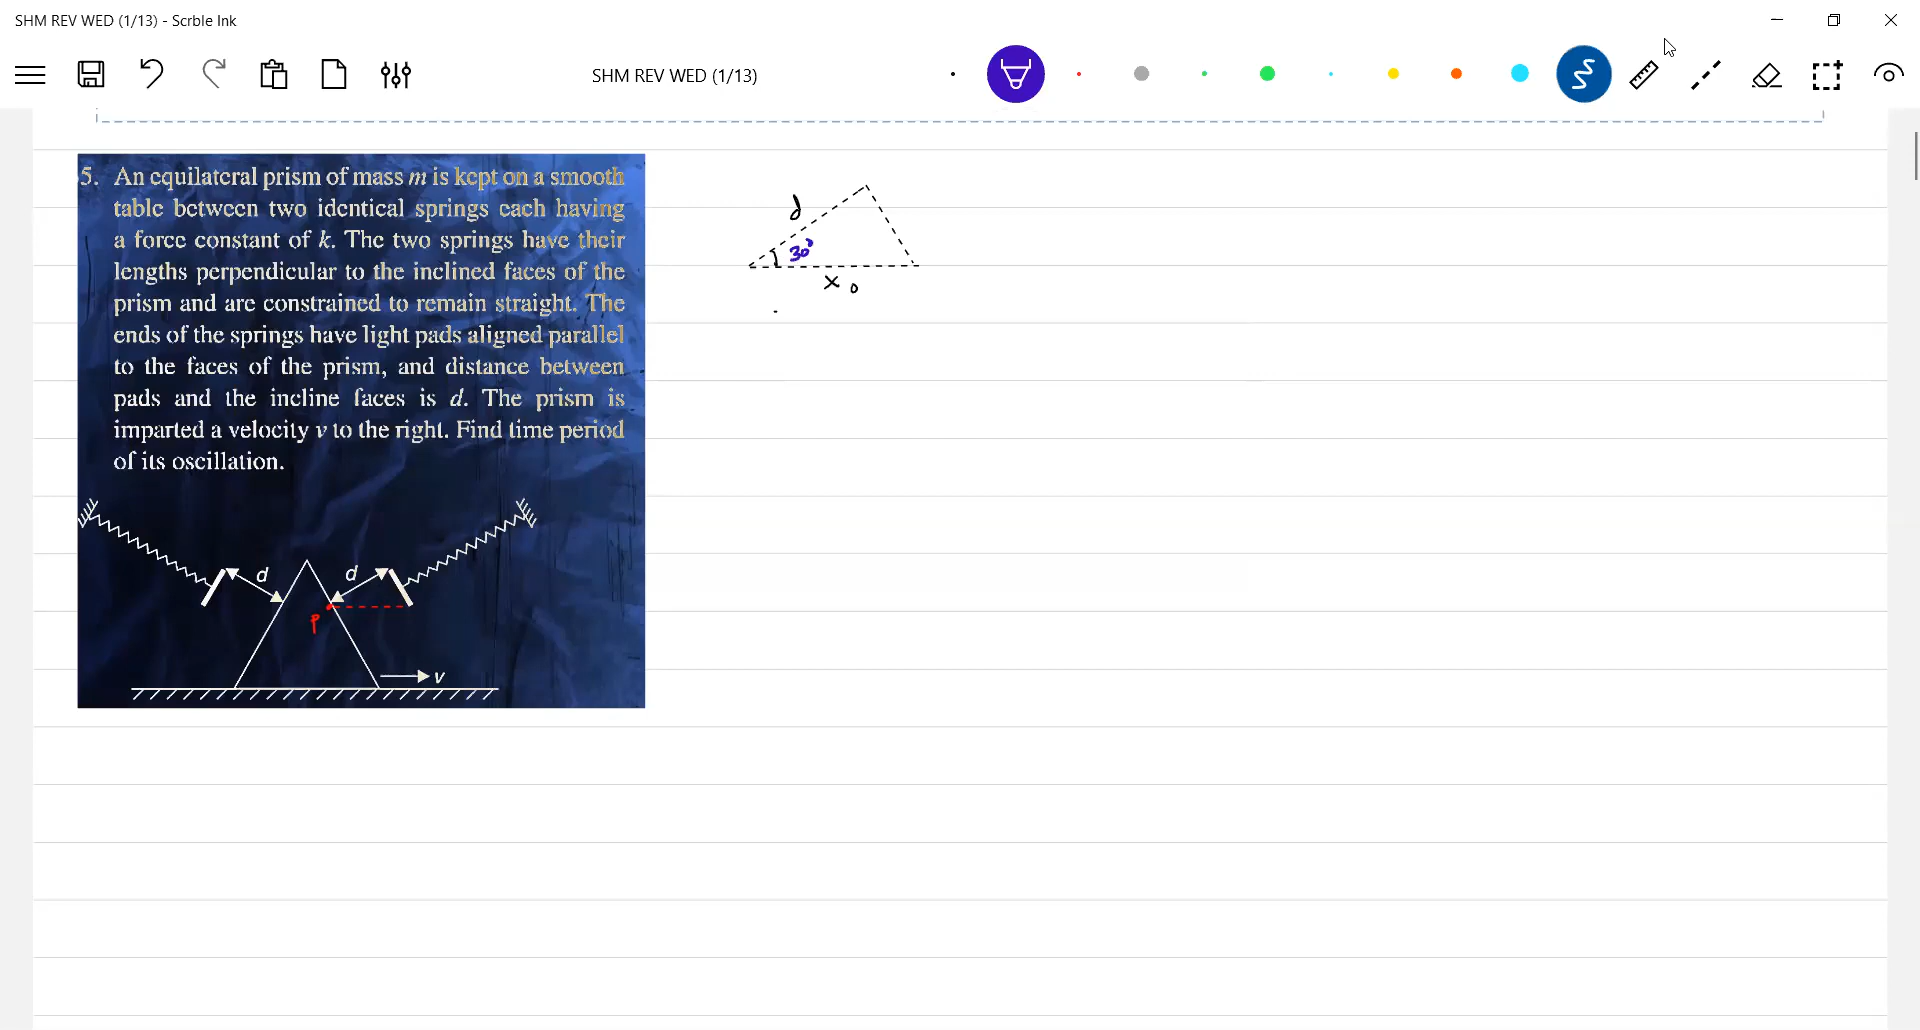 SHM REV WED (1/13) - Scrble Ink
SHM REV WED (1/13)
5. An equilateral prism of mass m is kept on a smooth
table between two identical springs each having
a force constant of k. The two springs have their
lengths perpendicular to the inclined faces of the
prism and are constrained to remain straight. The
ends of the springs have light pads aligned parallel
to the faces of the prism, and distance between
pads and the incline faces is d. The prism is
imparted a velocity v to the right. Find time period
of its oscillation.
d
d
P
v
d
30°
x₀